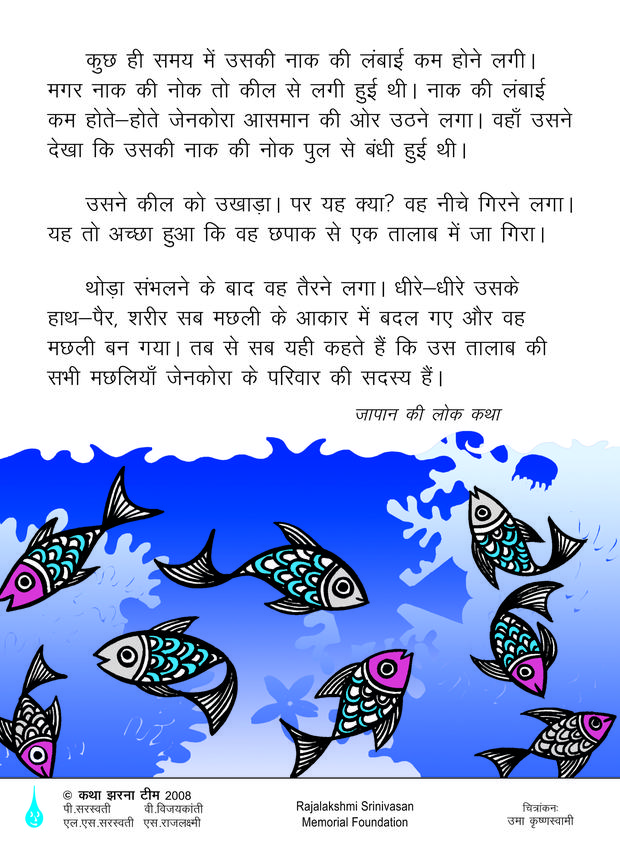 कुछ ही समय में उसकी नाक की लंबाई कम होने लगी।
मगर नाक की नोक तो कील से लगी हुई थी। नाक की लंबाई
कम होते–होते जेनकोरा आसमान की ओर उठने लगा। वहाँ उसने
देखा कि उसकी नाक की नोक पुल से बंधी हुई थी।
उसने कील को उखाड़ा। पर यह क्या? वह नीचे गिरने लगा।
यह तो अच्छा हुआ कि वह छपाक से एक तालाब में जा गिरा।
थोड़ा संभलने के बाद वह तैरने लगा। धीरे–धीरे उसके
हाथ–पैर, शरीर सब मछली के आकार में बदल गए और वह
मछली बन गया। तब से सब यही कहते हैं कि उस तालाब की
सभी मछलियाँ जेनकोरा के परिवार की सदस्य हैं।
जापान की लोक कथा
© कथा झरना टीम 2008
पी.सरस्वती वी.विजयकांती
एल.एस.सरस्वती एस.राजलक्ष्मी
Rajalakshmi Srinivasan
Memorial Foundation
चित्रांकनः
उमा कृष्णस्वामी